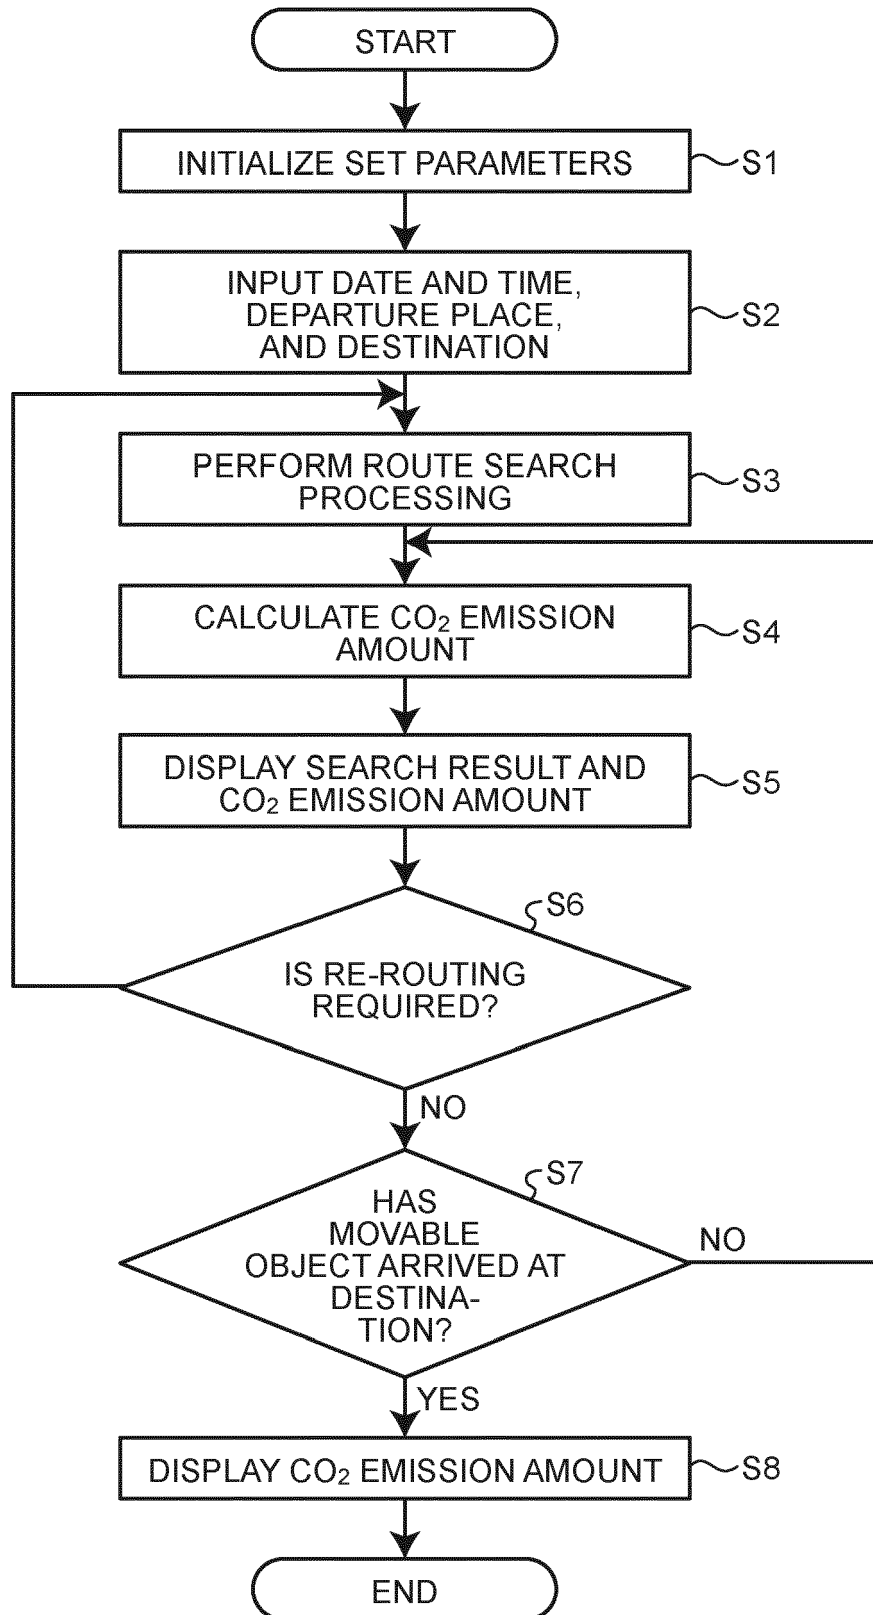 START
INITIALIZE SET PARAMETERS
S1
INPUT DATE AND TIME,
DEPARTURE PLACE,
AND DESTINATION
S2
PERFORM ROUTE SEARCH
PROCESSING
S3
CALCULATE CO₂ EMISSION
AMOUNT
S4
DISPLAY SEARCH RESULT AND
CO₂ EMISSION AMOUNT
S5
S6
IS RE-ROUTING
REQUIRED?
NO
S7
HAS
MOVABLE
OBJECT ARRIVED AT
DESTINA-
TION?
NO
YES
DISPLAY CO₂ EMISSION AMOUNT
S8
END